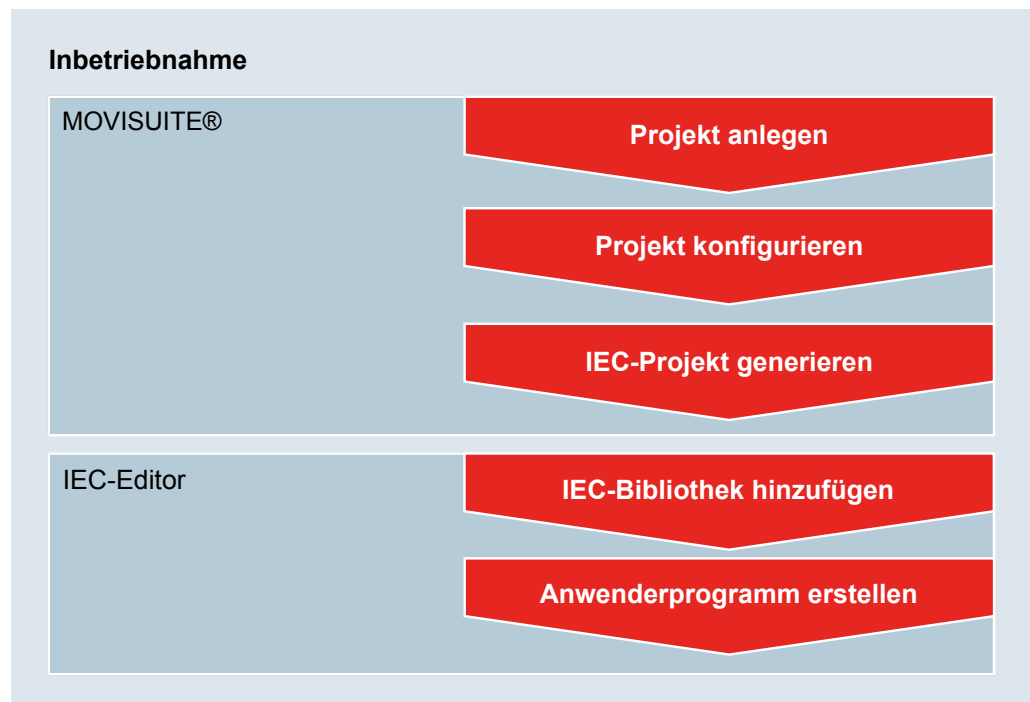 Inbetriebnahme
MOVISUITE®
Projekt anlegen
Projekt konfigurieren
IEC-Projekt generieren
IEC-Editor
IEC-Bibliothek hinzufügen
Anwenderprogramm erstellen